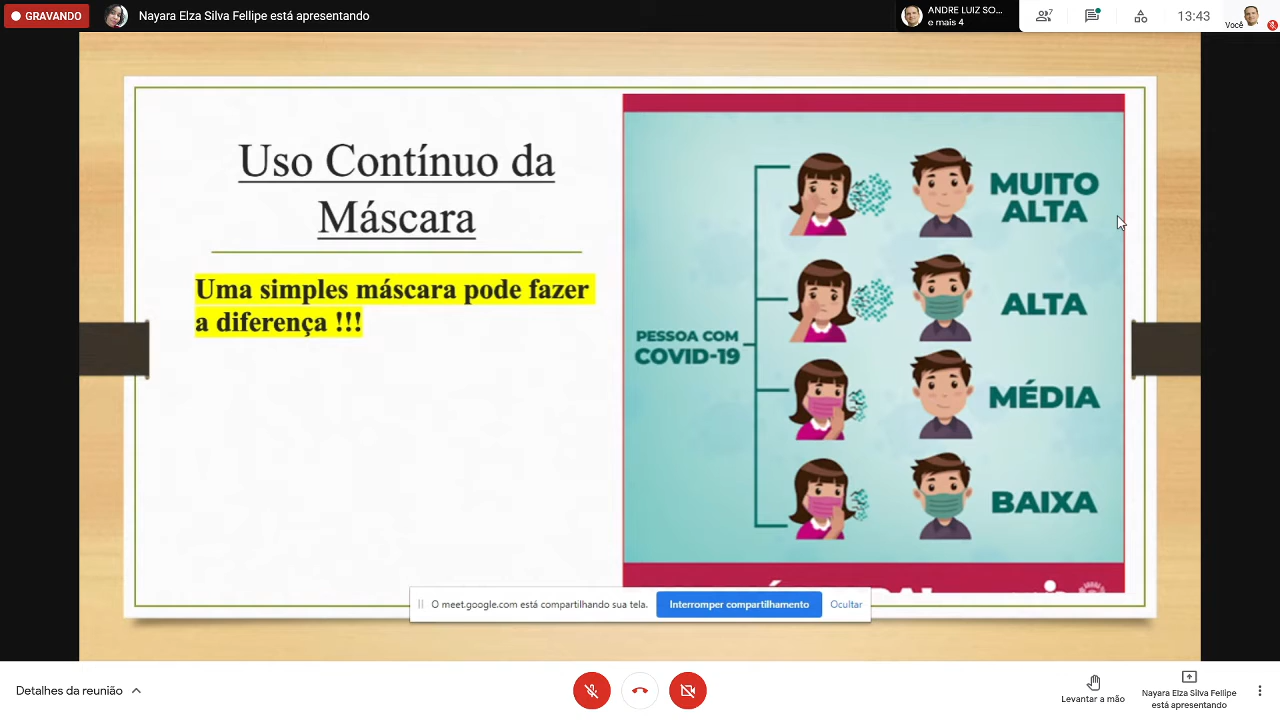 GRAVANDO
Nayara Elza Silva Fellipe está apresentando
ANDRE LUIZ SO...
e mais 4
7
13:43
Você
Uso Contínuo da
Máscara
Uma simples máscara pode fazer
a diferença !!!
PESSOA COM
COVID-19
MUITO
ALTA
ALTA
MÉDIA
BAIXA
O meet.google.com está compartilhando sua tela.
Interromper compartilhamento
Ocultar
Detalhes da reunião
Levantar a mão
Nayara Elza Silva Fellipe
está apresentando